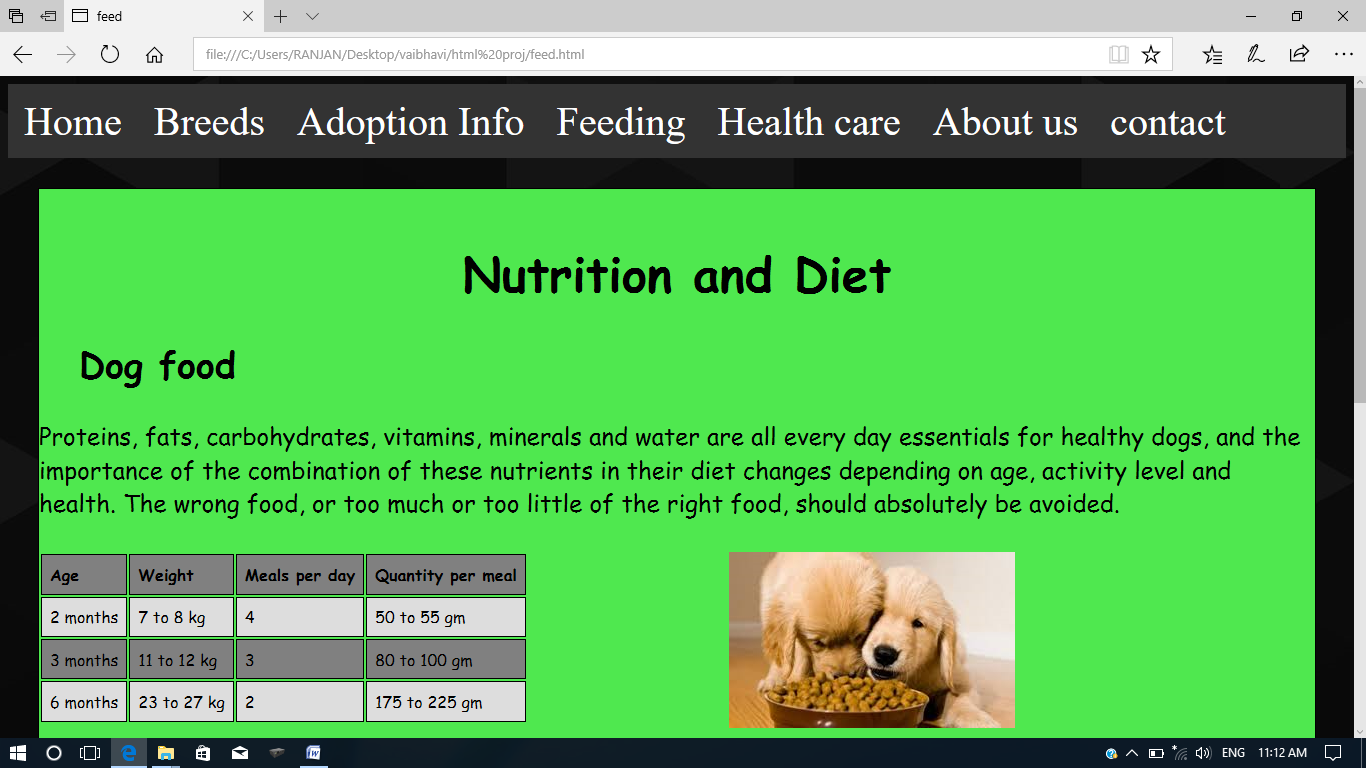 feed
file:///C:/Users/RANJAN/Desktop/vaibhavi/html%20proj/feed.html
Home Breeds Adoption Info Feeding Health care About us contact
Nutrition and Diet
Dog food
Proteins, fats, carbohydrates, vitamins, minerals and water are all every day essentials for healthy dogs, and the
importance of the combination of these nutrients in their diet changes depending on age, activity level and
health. The wrong food, or too much or too little of the right food, should absolutely be avoided.
Age Weight Meals per day Quantity per meal
2 months 7 to 8 kg 4 50 to 55 gm
3 months 11 to 12 kg 3 80 to 100 gm
6 months 23 to 27 kg 2 175 to 225 gm
ENG 11:12 AM